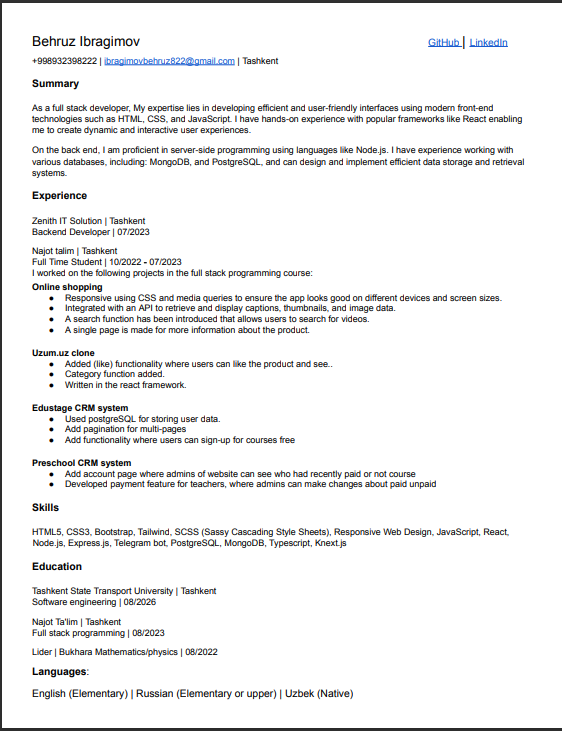 Behruz Ibragimov
GitHub | LinkedIn
+998932398222 | ibragimovbehruz822@gmail.com | Tashkent
Summary
As a full stack developer, My expertise lies in developing efficient and user-friendly interfaces using modern front-end
technologies such as HTML, CSS, and JavaScript. I have hands-on experience with popular frameworks like React enabling
me to create dynamic and interactive user experiences.
On the back end, I am proficient in server-side programming using languages like Node.js. I have experience working with
various databases, including: MongoDB, and PostgreSQL, and can design and implement efficient data storage and retrieval
systems.
Experience
Zenith IT Solution | Tashkent
Backend Developer | 07/2023
Najot talim | Tashkent
Full Time Student | 10/2022 - 07/2023
I worked on the following projects in the full stack programming course:
Online shopping
● Responsive using CSS and media queries to ensure the app looks good on different devices and screen sizes.
● Integrated with an API to retrieve and display captions, thumbnails, and image data.
● A search function has been introduced that allows users to search for videos.
● A single page is made for more information about the product.
Uzum.uz clone
● Added (like) functionality where users can like the product and see..
● Category function added.
● Written in the react framework.
Edustage CRM system
● Used postgreSQL for storing user data.
● Add pagination for multi-pages
● Add functionality where users can sign-up for courses free
Preschool CRM system
● Add account page where admins of website can see who had recently paid or not course
● Developed payment feature for teachers, where admins can make changes about paid unpaid
Skills
HTML5, CSS3, Bootstrap, Tailwind, SCSS (Sassy Cascading Style Sheets), Responsive Web Design, JavaScript, React,
Node.js, Express.js, Telegram bot, PostgreSQL, MongoDB, Typescript, Knext.js
Education
Tashkent State Transport University | Tashkent
Software engineering | 08/2026
Najot Ta'lim | Tashkent
Full stack programming | 08/2023
Lider | Bukhara Mathematics/physics | 08/2022
Languages:
English (Elementary) | Russian (Elementary or upper) | Uzbek (Native)